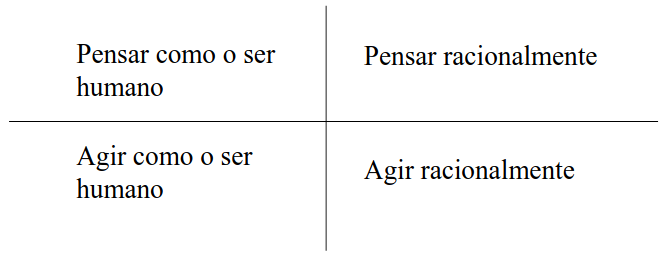 Pensar como o ser
humano
Pensar racionalmente
Agir como o ser
humano
Agir racionalmente